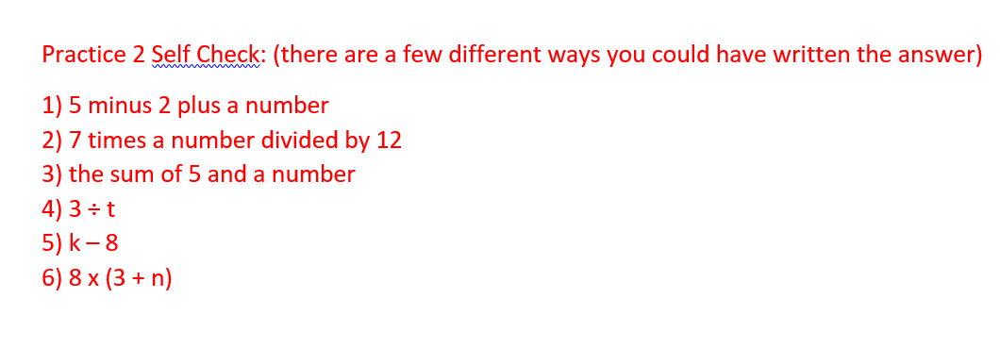 Practice 2 Self Check: (there are a few different ways you could have written the answer)
1) 5 minus 2 plus a number
2) 7 times a number divided by 12
3) the sum of 5 and a number
4) 3 ÷ t
5) k – 8
6) 8 x (3 + n)